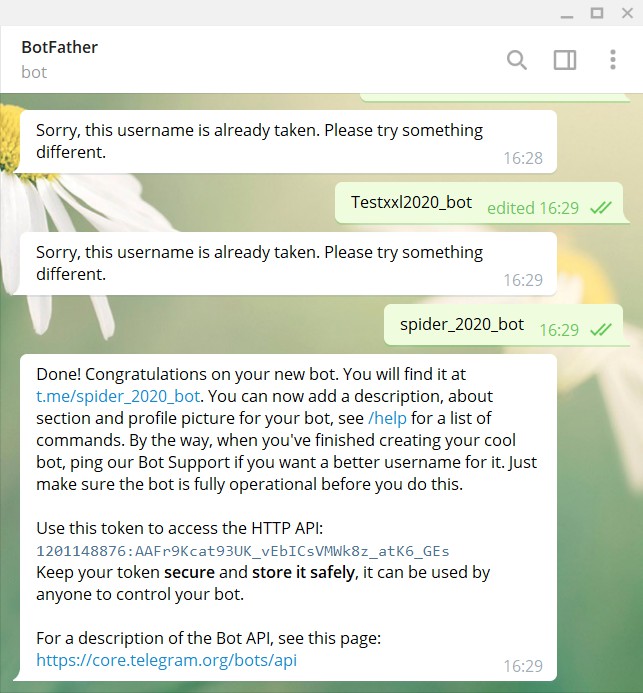 BotFather
bot
Sorry, this username is already taken. Please try something
different.
16:28
Testxxl2020_bot
edited 16:29
Sorry, this username is already taken. Please try something
different.
16:29
spider_2020_bot
16:29
Done! Congratulations on your new bot. You will find it at
t.me/spider_2020_bot. You can now add a description, about
section and profile picture for your bot, see /help for a list of
commands. By the way, when you've finished creating your cool
bot, ping our Bot Support if you want a better username for it. Just
make sure the bot is fully operational before you do this.
Use this token to access the HTTP API:
1201148876:AAFr9Kcat93UK_vEbICsVMWk8z_atK6_GEs
Keep your token secure and store it safely, it can be used by
anyone to control your bot.
For a description of the Bot API, see this page:
https://core.telegram.org/bots/api
16:29